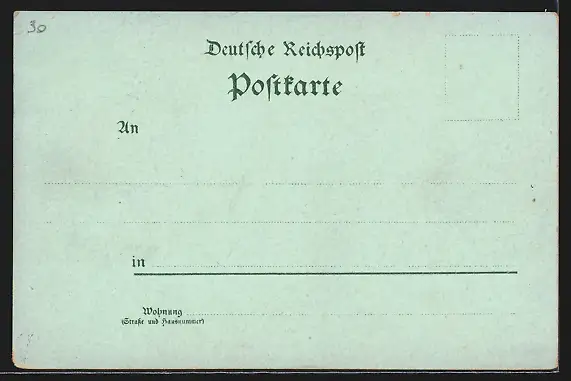 30
Deutſche Reichspoſt
Poſtkarte
An
in
Wohnung
(Straße und Hausnummer)